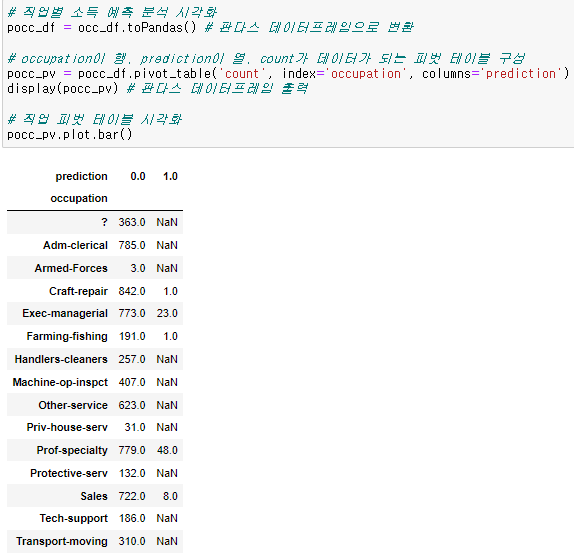 # 직업별 소득 예측 분석 시각화
pocc_df = occ_df.toPandas() # 판다스 데이터프레임으로 변환
# occupation이 행, prediction이 열, count가 데이터가 되는 피벗 테이블 구성
pocc_pv = pocc_df.pivot_table('count', index='occupation', columns='prediction')
display(pocc_pv) # 판다스 데이터프레임 출력
# 직업 피벗 테이블 시각화
pocc_pv.plot.bar()
prediction 0.0 1.0
occupation
? 363.0 NaN
Adm-clerical 785.0 NaN
Armed-Forces 3.0 NaN
Craft-repair 842.0 1.0
Exec-managerial 773.0 23.0
Farming-fishing 191.0 1.0
Handlers-cleaners 257.0 NaN
Machine-op-inspct 407.0 NaN
Other-service 623.0 NaN
Priv-house-serv 31.0 NaN
Prof-specialty 779.0 48.0
Protective-serv 132.0 NaN
Sales 722.0 8.0
Tech-support 186.0 NaN
Transport-moving 310.0 NaN